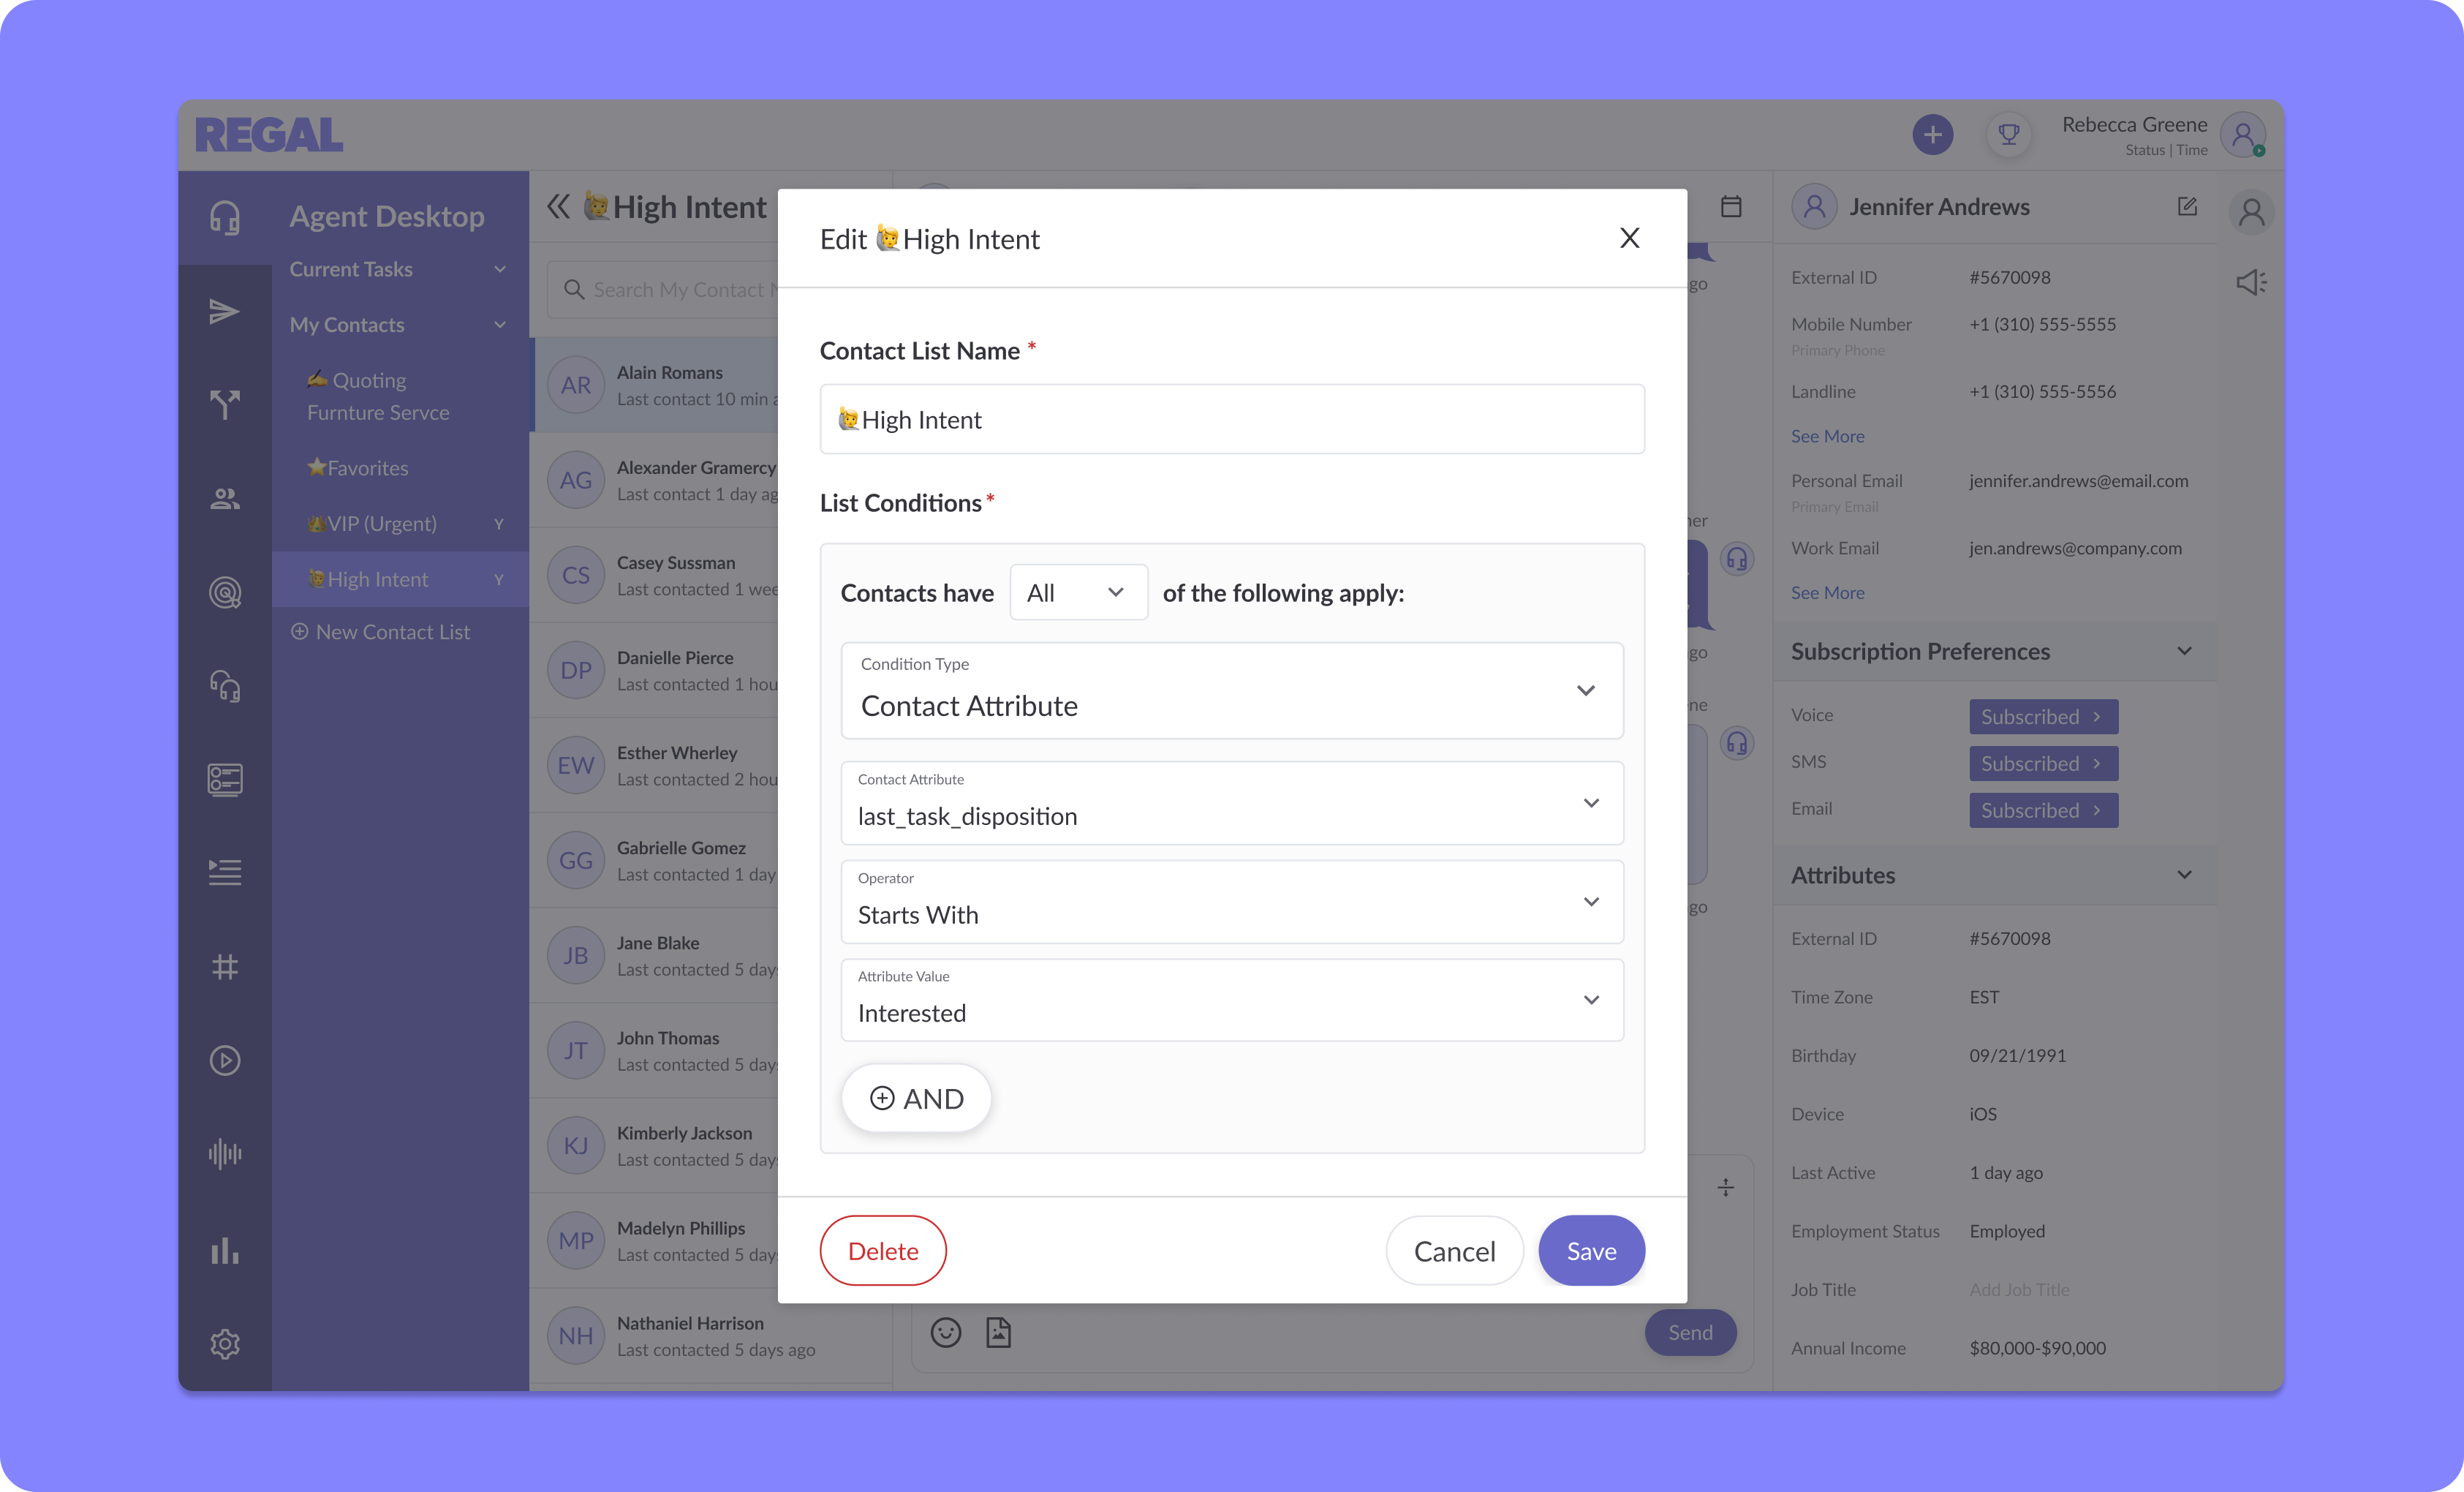 REGAL
Rebecca Greene
Status | Time
Agent Desktop
Current Tasks
My Contacts
✍️ Quoting
Furnture Servce
⭐Favorites
VIP (Urgent) Y
🙋High Intent Y
New Contact List
🙋High Intent
Search My Contact
AR
Alain Romans
Last contact 10 min
AG
Alexander Gramercy
Last contact 1 day
CS
Casey Sussman
Last contacted 1
DP
Danielle Pierce
Last contacted 1
EW
Esther Wherley
Last contacted 2
GG
Gabrielle Gomez
Last contacted 1 day
JB
Jane Blake
Last contacted 5
JT
John Thomas
Last contacted 5
KJ
Kimberly Jackson
Last contacted 5
MP
Madelyn Phillips
Last contacted 5
NH
Nathaniel Harrison
Last contacted 5 days ago
Edit 🙋High Intent
X
Contact List Name *
🙋High Intent
List Conditions *
Contacts have All of the following apply:
Condition Type
Contact Attribute
Contact Attribute
last_task_disposition
Operator
Starts With
Attribute Value
Interested
AND
Delete
Cancel
Save
Send
Jennifer Andrews
External ID #5670098
Mobile Number +1 (310) 555-5555
Primary Phone
Landline +1 (310) 555-5556
See More
Personal Email jennifer.andrews@email.com
Primary Email
Work Email jen.andrews@company.com
See More
Subscription Preferences
Voice Subscribed
SMS Subscribed
Email Subscribed
Attributes
External ID #5670098
Time Zone EST
Birthday 09/21/1991
Device iOS
Last Active 1 day ago
Employment Status Employed
Job Title Add Job Title
Annual Income $80,000-$90,000